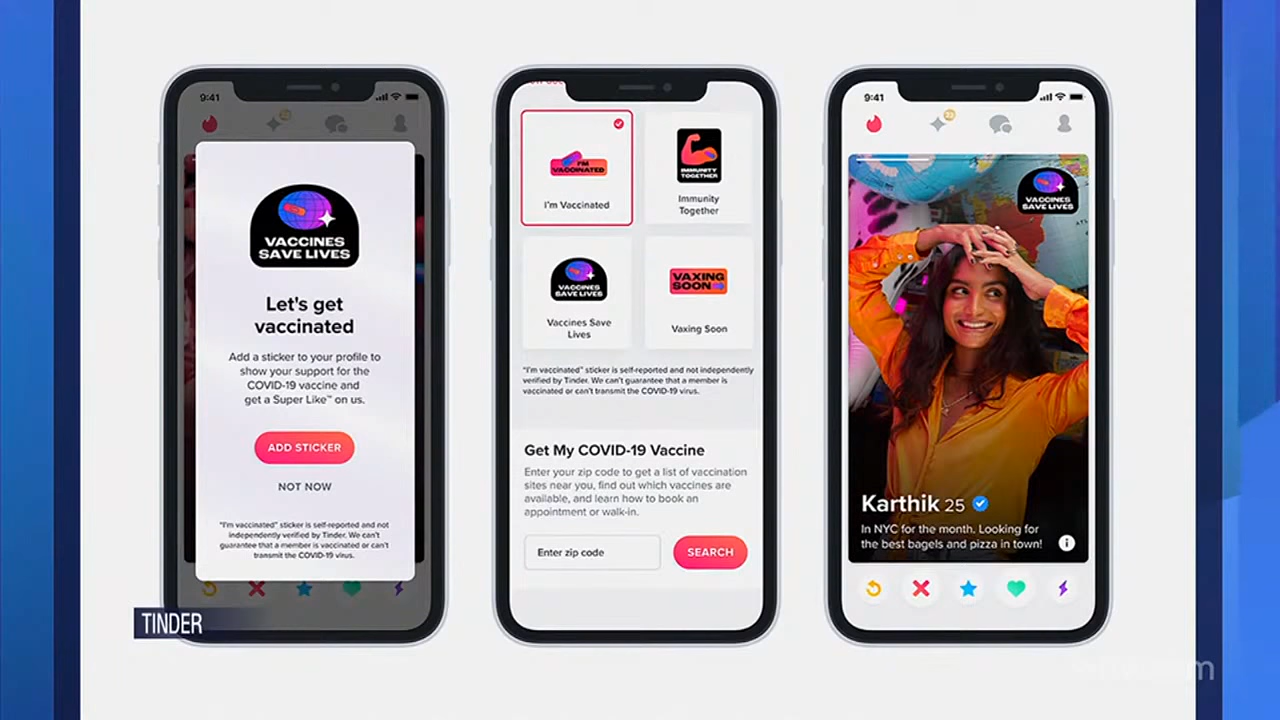 9:41
VACCINES
SAVE LIVES
Let's get
vaccinated
Add a sticker to your profile to
show your support for the
COVID-19 vaccine and
get a Super Like™ on us.
ADD STICKER
NOT NOW
"I'm vaccinated" sticker is self-reported and not
independently verified by Tinder. We can't
guarantee that a member is vaccinated or can't
transmit the COVID-19 virus.
TINDER
I'M
VACCINATED
I'm Vaccinated
IMMUNITY
TOGETHER
Immunity
Together
VACCINES
SAVE LIVES
Vaccines Save
Lives
VAXING
SOON
Vaxing Soon
"I'm vaccinated" sticker is self-reported and not independently
verified by Tinder. We can't guarantee that a member is
vaccinated or can't transmit the COVID-19 virus.
Get My COVID-19 Vaccine
Enter your zip code to get a list of vaccination
sites near you, find out which vaccines are
available, and learn how to book an
appointment or walk-in.
Enter zip code
SEARCH
9:41
VACCINES
SAVE LIVES
Karthik 25
In NYC for the month. Looking for
the best bagels and pizza in town!